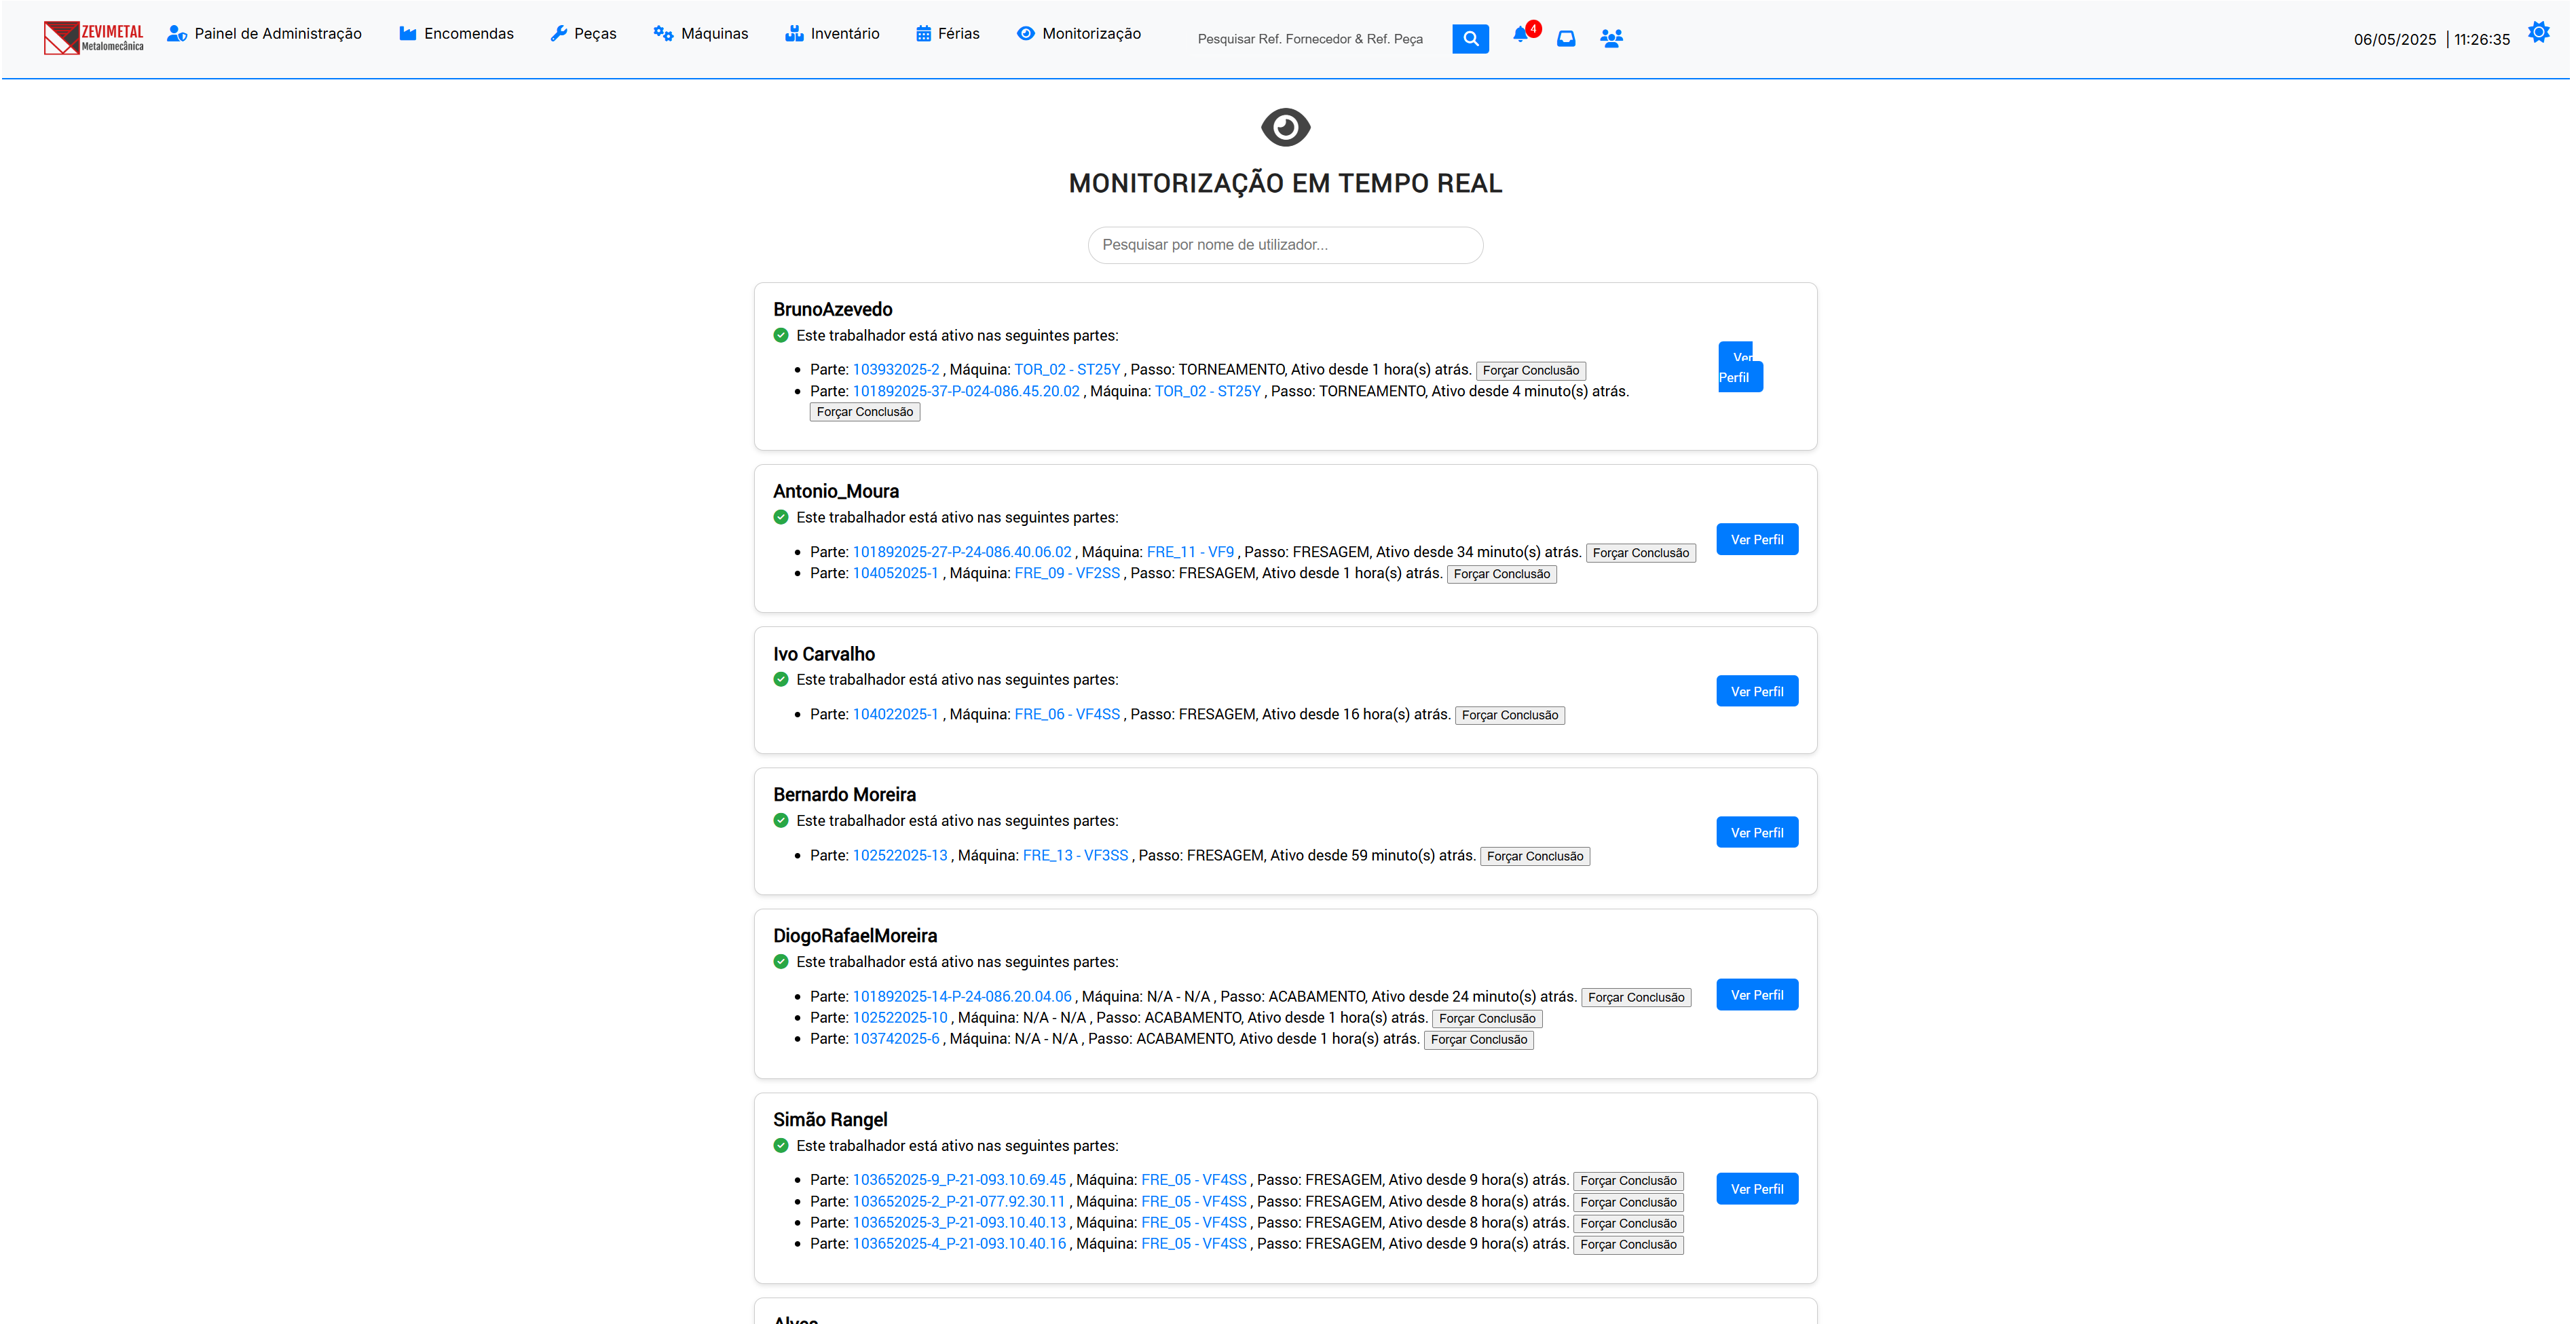 ZEVIMETAL
Metalomecânica
Painel de Administração
Encomendas
Peças
Máquinas
Inventário
Férias
Monitorização
Pesquisar Ref. Fornecedor & Ref. Peça
4
06/05/2025 | 11:26:35
MONITORIZAÇÃO EM TEMPO REAL
Pesquisar por nome de utilizador...
BrunoAzevedo
Este trabalhador está ativo nas seguintes partes:
Parte: 103932025-2 , Máquina: TOR_02 - ST25Y , Passo: TORNEAMENTO, Ativo desde 1 hora(s) atrás. Forçar Conclusão
Parte: 101892025-37-P-024-086.45.20.02 , Máquina: TOR_02 - ST25Y , Passo: TORNEAMENTO, Ativo desde 4 minuto(s) atrás.
Forçar Conclusão
Ver
Perfil
Antonio_Moura
Este trabalhador está ativo nas seguintes partes:
Parte: 101892025-27-P-24-086.40.06.02 , Máquina: FRE_11 - VF9 , Passo: FRESAGEM, Ativo desde 34 minuto(s) atrás. Forçar Conclusão
Parte: 104052025-1 , Máquina: FRE_09 - VF2SS , Passo: FRESAGEM, Ativo desde 1 hora(s) atrás. Forçar Conclusão
Ver Perfil
Ivo Carvalho
Este trabalhador está ativo nas seguintes partes:
Parte: 104022025-1 , Máquina: FRE_06 - VF4SS , Passo: FRESAGEM, Ativo desde 16 hora(s) atrás. Forçar Conclusão
Ver Perfil
Bernardo Moreira
Este trabalhador está ativo nas seguintes partes:
Parte: 102522025-13 , Máquina: FRE_13 - VF3SS , Passo: FRESAGEM, Ativo desde 59 minuto(s) atrás. Forçar Conclusão
Ver Perfil
DiogoRafaelMoreira
Este trabalhador está ativo nas seguintes partes:
Parte: 101892025-14-P-24-086.20.04.06 , Máquina: N/A - N/A , Passo: ACABAMENTO, Ativo desde 24 minuto(s) atrás. Forçar Conclusão
Parte: 102522025-10 , Máquina: N/A - N/A , Passo: ACABAMENTO, Ativo desde 1 hora(s) atrás. Forçar Conclusão
Parte: 103742025-6 , Máquina: N/A - N/A , Passo: ACABAMENTO, Ativo desde 1 hora(s) atrás. Forçar Conclusão
Ver Perfil
Simão Rangel
Este trabalhador está ativo nas seguintes partes:
Parte: 103652025-9_P-21-093.10.69.45 , Máquina: FRE_05 - VF4SS , Passo: FRESAGEM, Ativo desde 9 hora(s) atrás. Forçar Conclusão
Parte: 103652025-2_P-21-077.92.30.11 , Máquina: FRE_05 - VF4SS , Passo: FRESAGEM, Ativo desde 8 hora(s) atrás. Forçar Conclusão
Parte: 103652025-3_P-21-093.10.40.13 , Máquina: FRE_05 - VF4SS , Passo: FRESAGEM, Ativo desde 8 hora(s) atrás. Forçar Conclusão
Parte: 103652025-4_P-21-093.10.40.16 , Máquina: FRE_05 - VF4SS , Passo: FRESAGEM, Ativo desde 9 hora(s) atrás. Forçar Conclusão
Ver Perfil